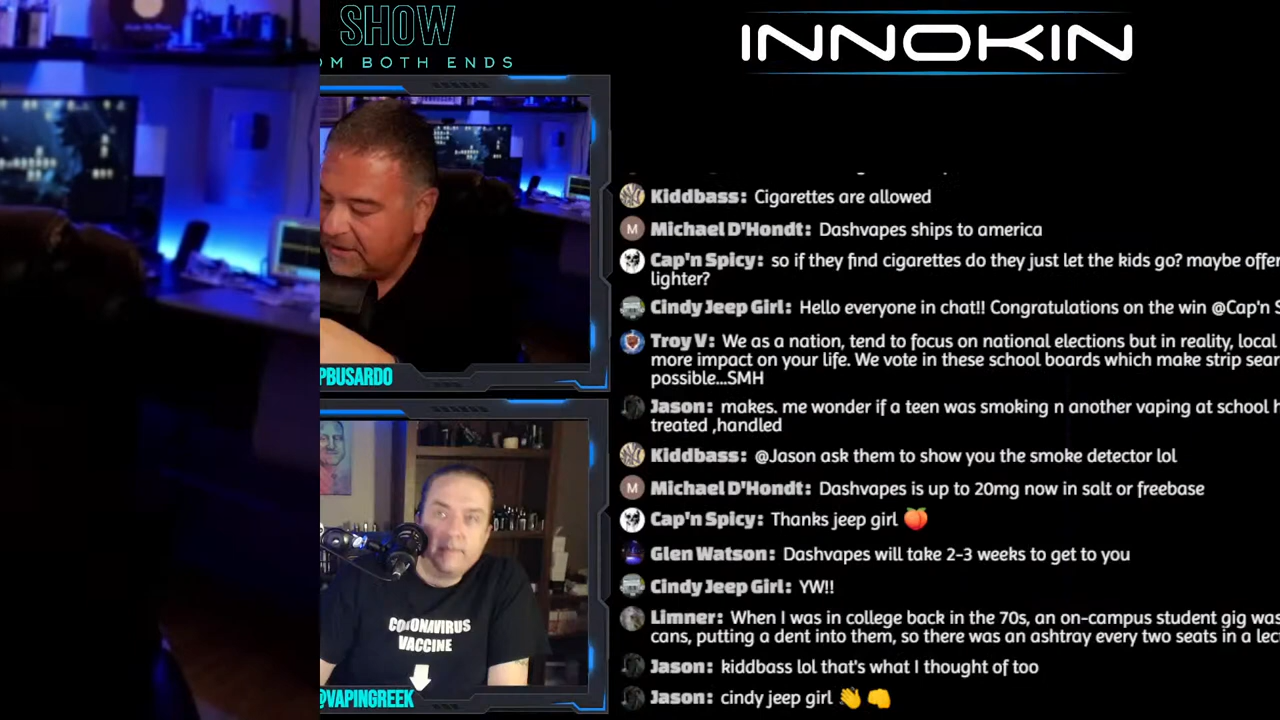 SHOW
OM BOTH ENDS
INNOKIN
PBUSARDO
CORONAVIRUS
VACCINE
@VAPINGREEK
Kiddbass: Cigarettes are allowed
M Michael D'Hondt: Dashvapes ships to america
Cap'n Spicy: so if they find cigarettes do they just let the kids go? maybe offer
lighter?
Cindy Jeep Girl: Hello everyone in chat!! Congratulations on the win @Cap'n S
Troy V: We as a nation, tend to focus on national elections but in reality, local
more impact on your life. We vote in these school boards which make strip sear
possible...SMH
Jason: makes. me wonder if a teen was smoking n another vaping at school h
treated ,handled
Kiddbass: @Jason ask them to show you the smoke detector lol
M Michael D'Hondt: Dashvapes is up to 20mg now in salt or freebase
Cap'n Spicy: Thanks jeep girl 🍑
Glen Watson: Dashvapes will take 2-3 weeks to get to you
Cindy Jeep Girl: YW!!
Limner: When I was in college back in the 70s, an on-campus student gig was
cans, putting a dent into them, so there was an ashtray every two seats in a lec
Jason: kiddbass lol that's what I thought of too
Jason: cindy jeep girl 👋 👊